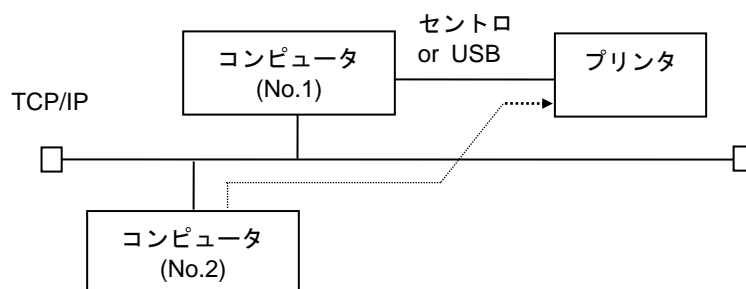 セントロ
or USB
コンピュータ
(No.1)
プリンタ
TCP/IP
コンピュータ
(No.2)